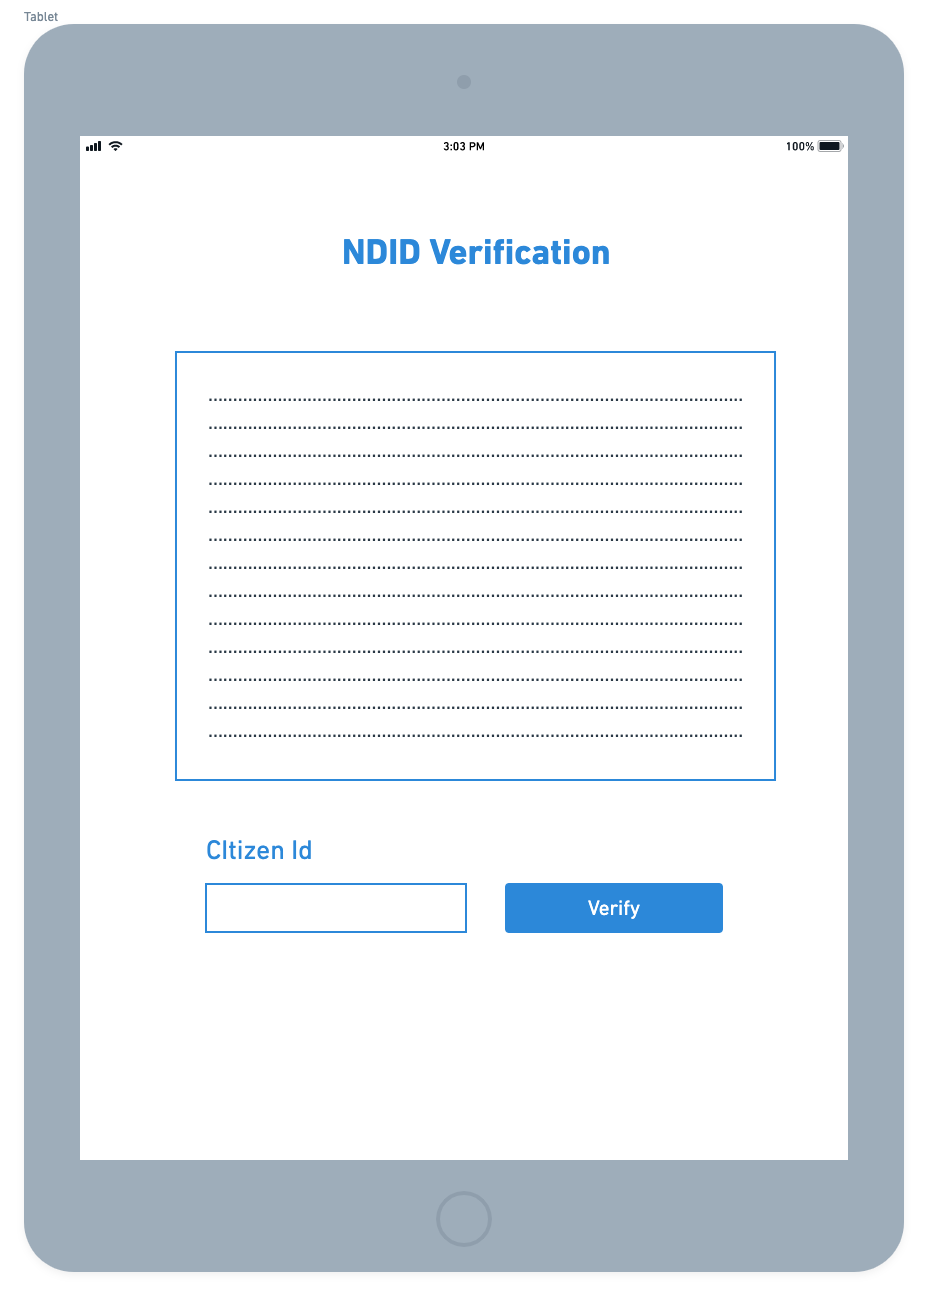 Tablet
3:03 PM
100%
NDID Verification
CItizen Id
Verify